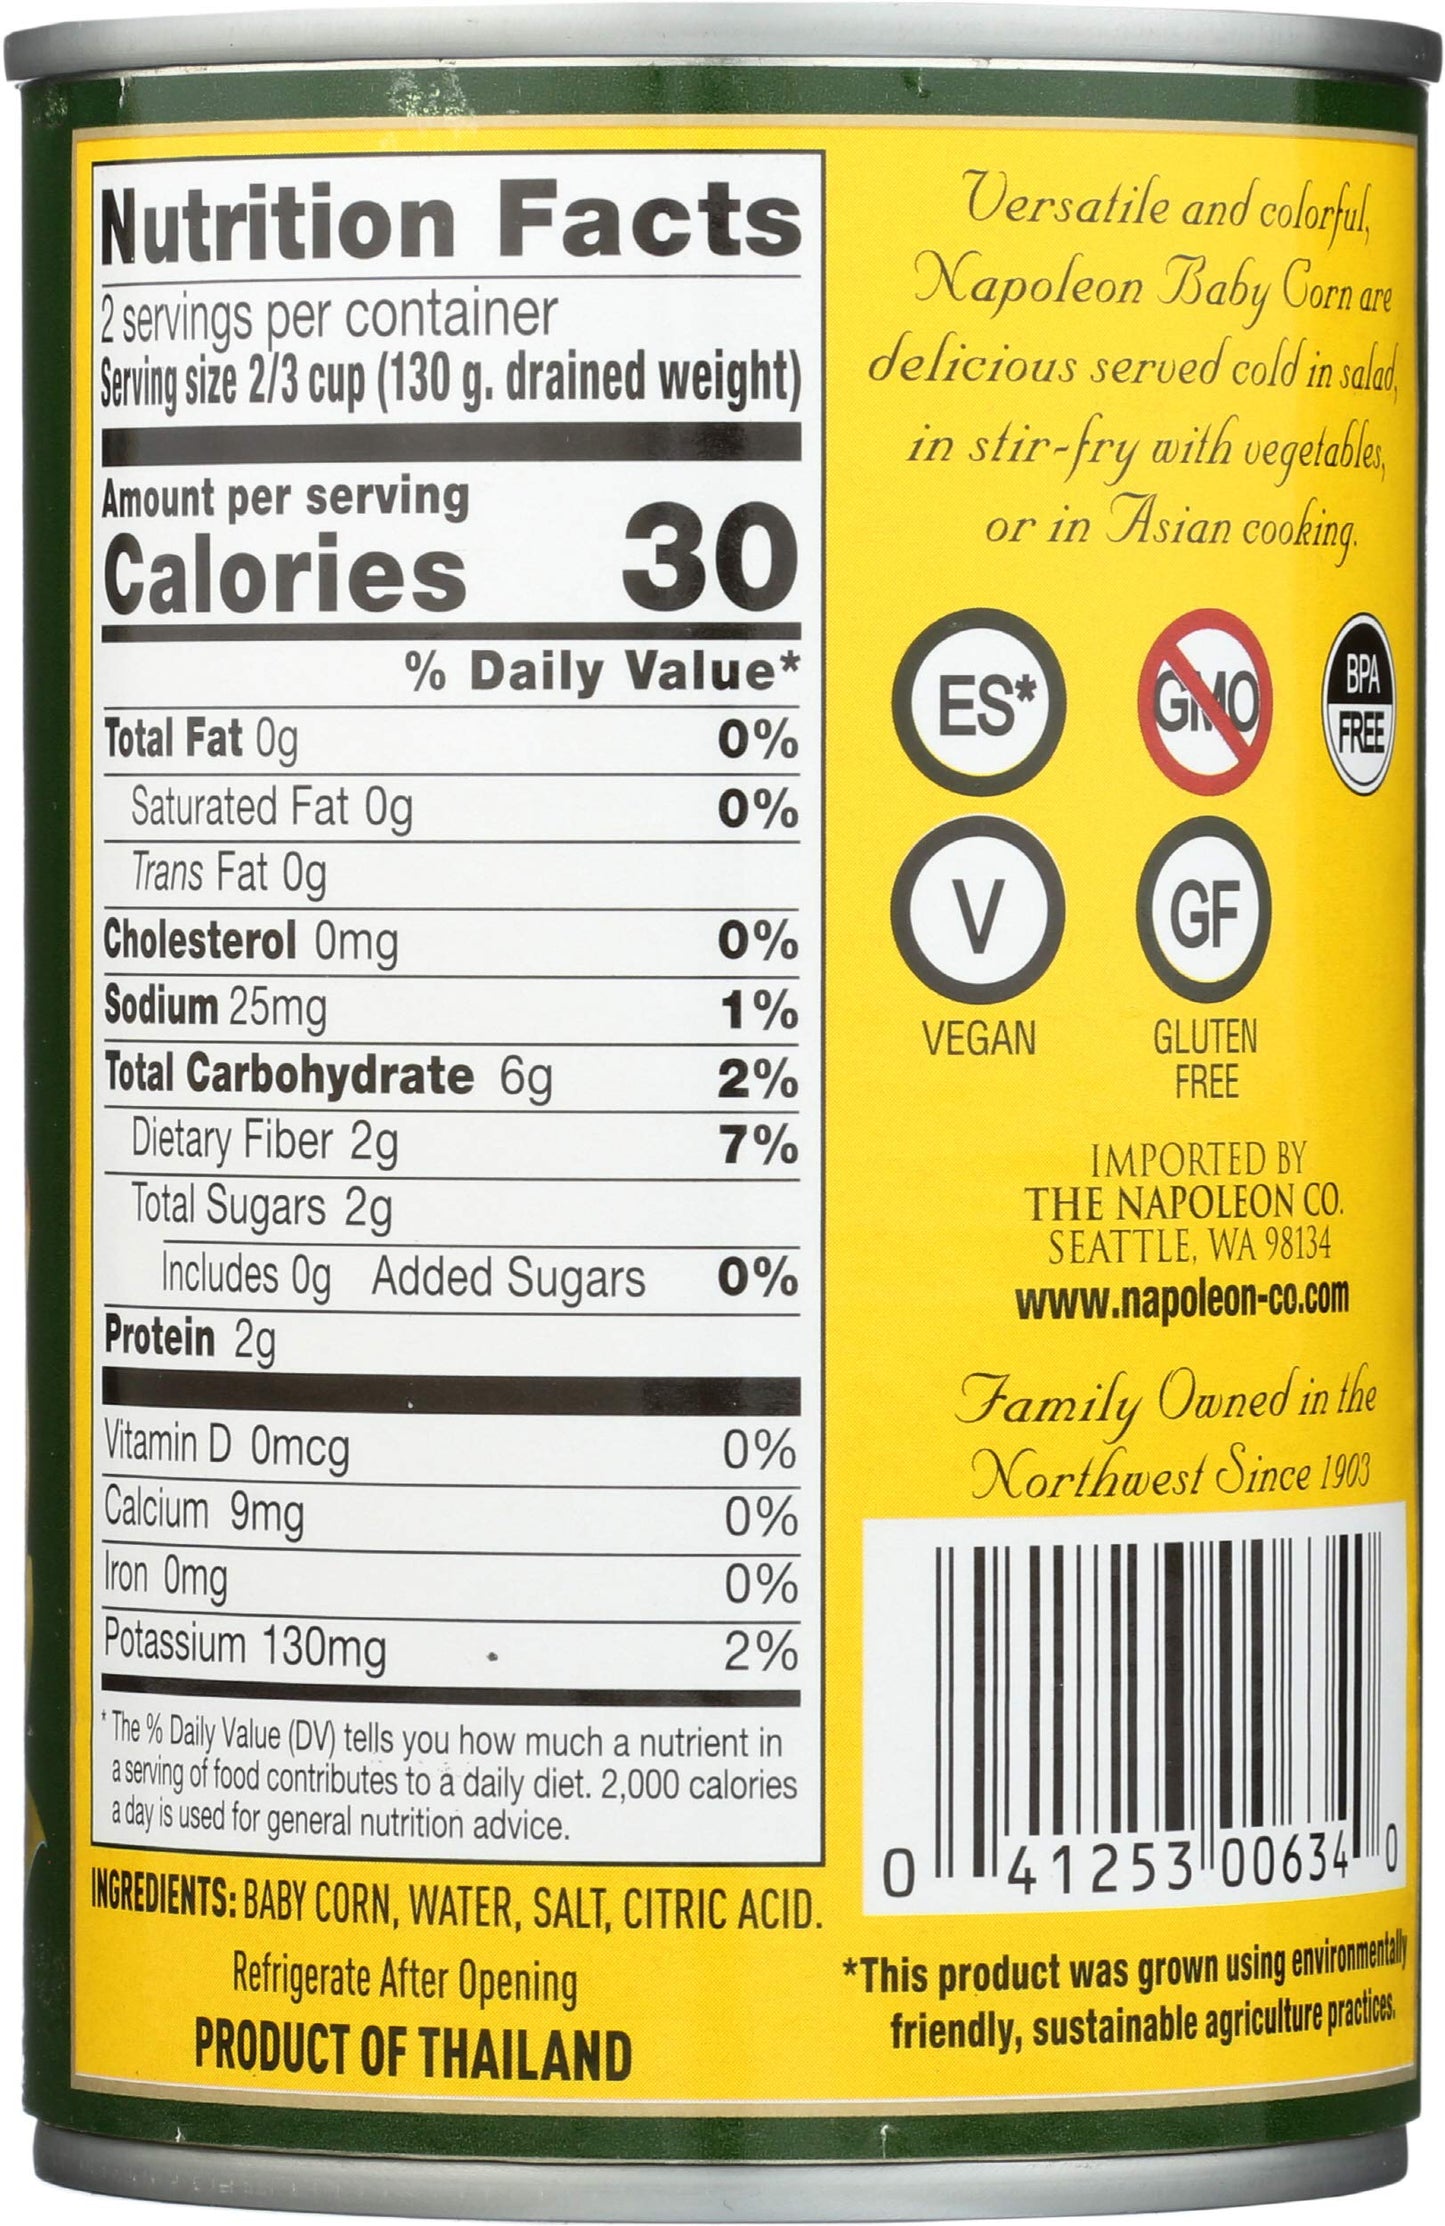 Nutrition Facts
2 servings per container
Serving size 2/3 cup (130 g. drained weight)
Amount per serving
Calories 30
% Daily Value*
Total Fat 0g 0%
Saturated Fat 0g 0%
Trans Fat 0g
Cholesterol 0mg 0%
Sodium 25mg 1%
Total Carbohydrate 6g 2%
Dietary Fiber 2g 7%
Total Sugars 2g
Includes 0g Added Sugars 0%
Protein 2g
Vitamin D 0mcg 0%
Calcium 9mg 0%
Iron 0mg 0%
Potassium 130mg 2%
* The % Daily Value (DV) tells you how much a nutrient in
a serving of food contributes to a daily diet. 2,000 calories
a day is used for general nutrition advice.
INGREDIENTS: BABY CORN, WATER, SALT, CITRIC ACID.
Refrigerate After Opening
PRODUCT OF THAILAND
Versatile and colorful,
Napoleon Baby Corn are
delicious served cold in salad,
in stir-fry with vegetables,
or in Asian cooking.
ES*
GMO
BPA
FREE
V
GF
VEGAN
GLUTEN
FREE
IMPORTED BY
THE NAPOLEON CO.
SEATTLE, WA 98134
www.napoleon-co.com
Family Owned in the
Northwest Since 1903
0 41253 00634 0
*This product was grown using environmentally
friendly, sustainable agriculture practices.